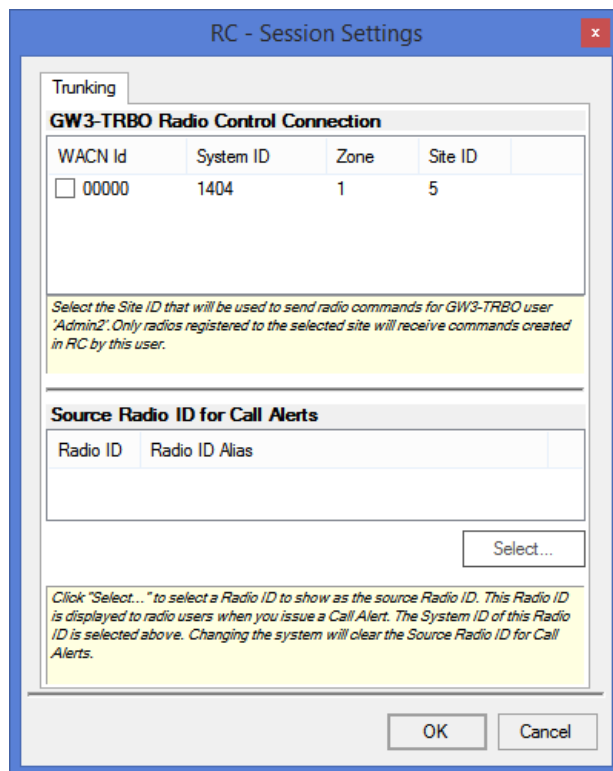 RC - Session Settings
x
Trunking
GW3-TRBO Radio Control Connection
WACN Id System ID Zone Site ID
00000 1404 1 5
Select the Site ID that will be used to send radio commands for GW3-TRBO user
'Admin2'. Only radios registered to the selected site will receive commands created
in RC by this user.
Source Radio ID for Call Alerts
Radio ID Radio ID Alias
Select...
Click "Select..." to select a Radio ID to show as the source Radio ID. This Radio ID
is displayed to radio users when you issue a Call Alert. The System ID of this Radio
ID is selected above. Changing the system will clear the Source Radio ID for Call
Alerts.
OK Cancel